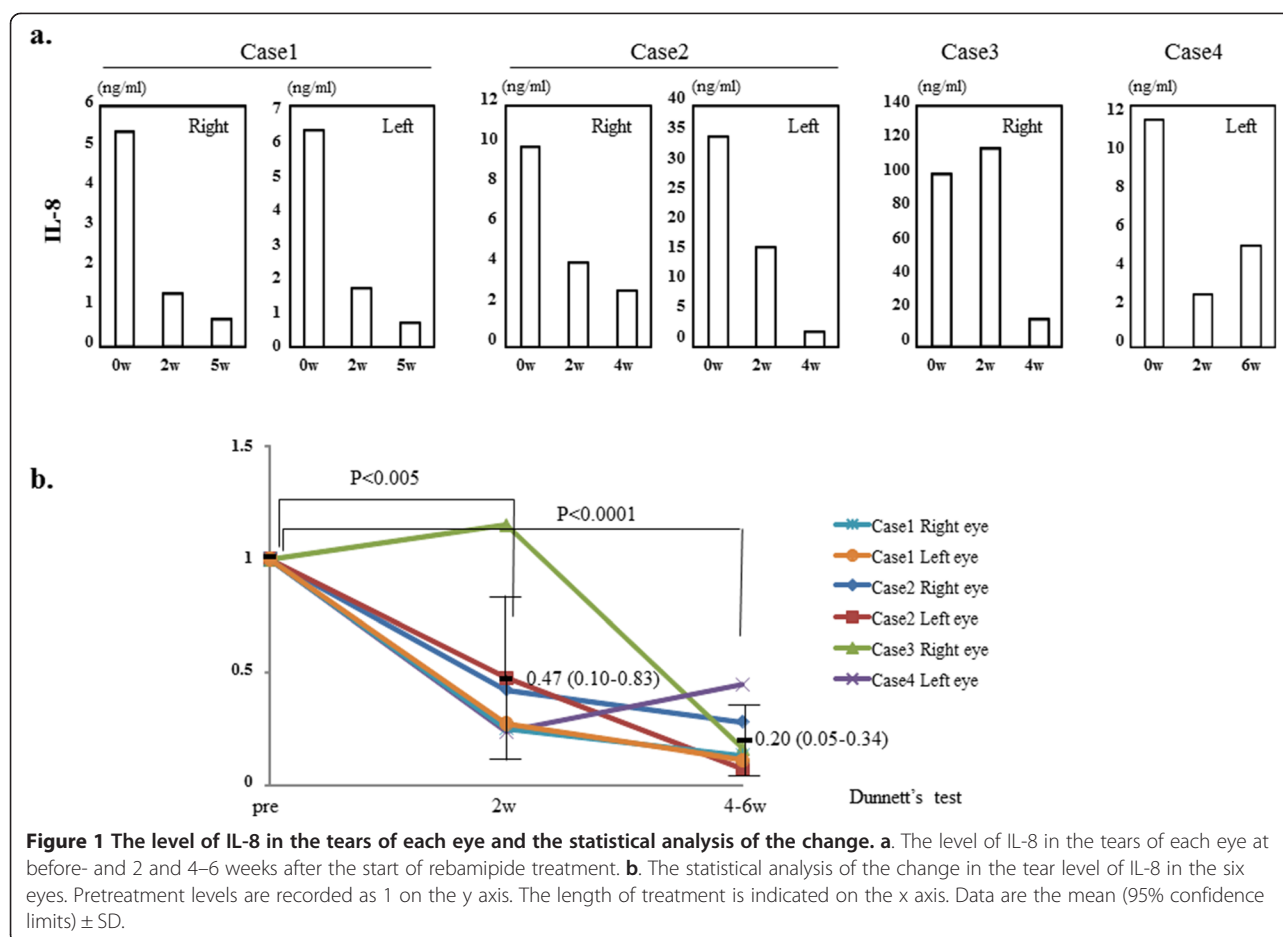 a.
Case1 Case2 Case3 Case4
(ng/ml) (ng/ml) (ng/ml) (ng/ml) (ng/ml) (ng/ml)
IL-8
Right
6
5
4
3
2
1
0
0w 2w 5w
Left
7
6
5
4
3
2
1
0
0w 2w 5w
Right
12
10
8
6
4
2
0
0w 2w 4w
Left
40
35
30
25
20
15
10
5
0
0w 2w 4w
Right
140
120
100
80
60
40
20
0
0w 2w 4w
Left
12
10
8
6
4
2
0
0w 2w 6w
b.
1.5
1
0.5
0
P<0.005
P<0.0001
0.47 (0.10-0.83)
0.20 (0.05-0.34)
pre 2w 4-6w
Case1 Right eye
Case1 Left eye
Case2 Right eye
Case2 Left eye
Case3 Right eye
Case4 Left eye
Dunnett's test
Figure 1 The level of IL-8 in the tears of each eye and the statistical analysis of the change. a. The level of IL-8 in the tears of each eye at
before- and 2 and 4–6 weeks after the start of rebamipide treatment. b. The statistical analysis of the change in the tear level of IL-8 in the six
eyes. Pretreatment levels are recorded as 1 on the y axis. The length of treatment is indicated on the x axis. Data are the mean (95% confidence
limits) ± SD.